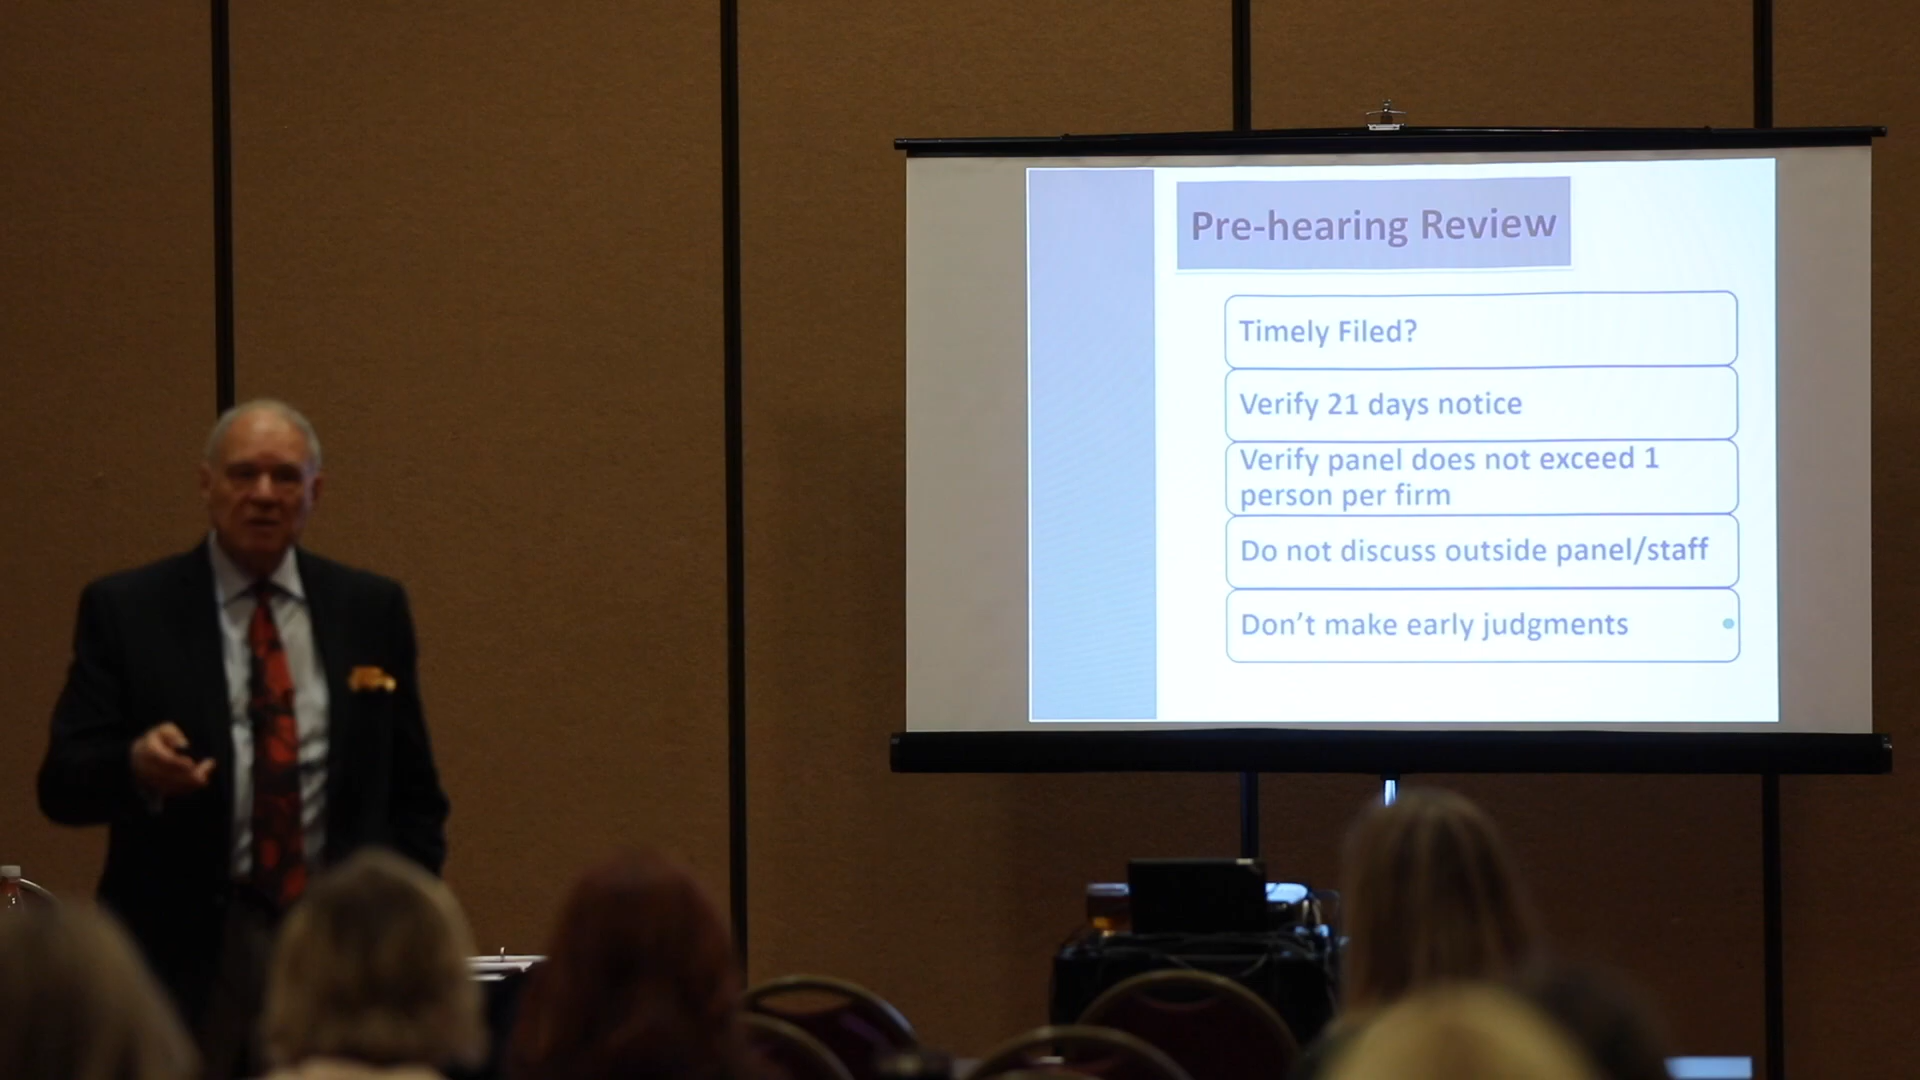 Pre-hearing Review
Timely Filed?
Verify 21 days notice
Verify panel does not exceed 1
person per firm
Do not discuss outside panel/staff
Don't make early judgments